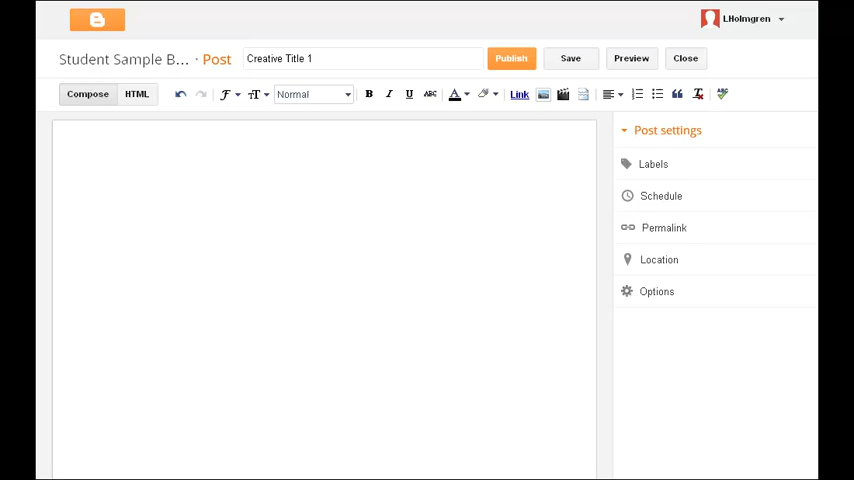 LHolmgren
Student Sample B... · Post Creative Title 1 Publish Save Preview Close
Compose HTML Normal B I U ABC A Link
Post settings
Labels
Schedule
Permalink
Location
Options